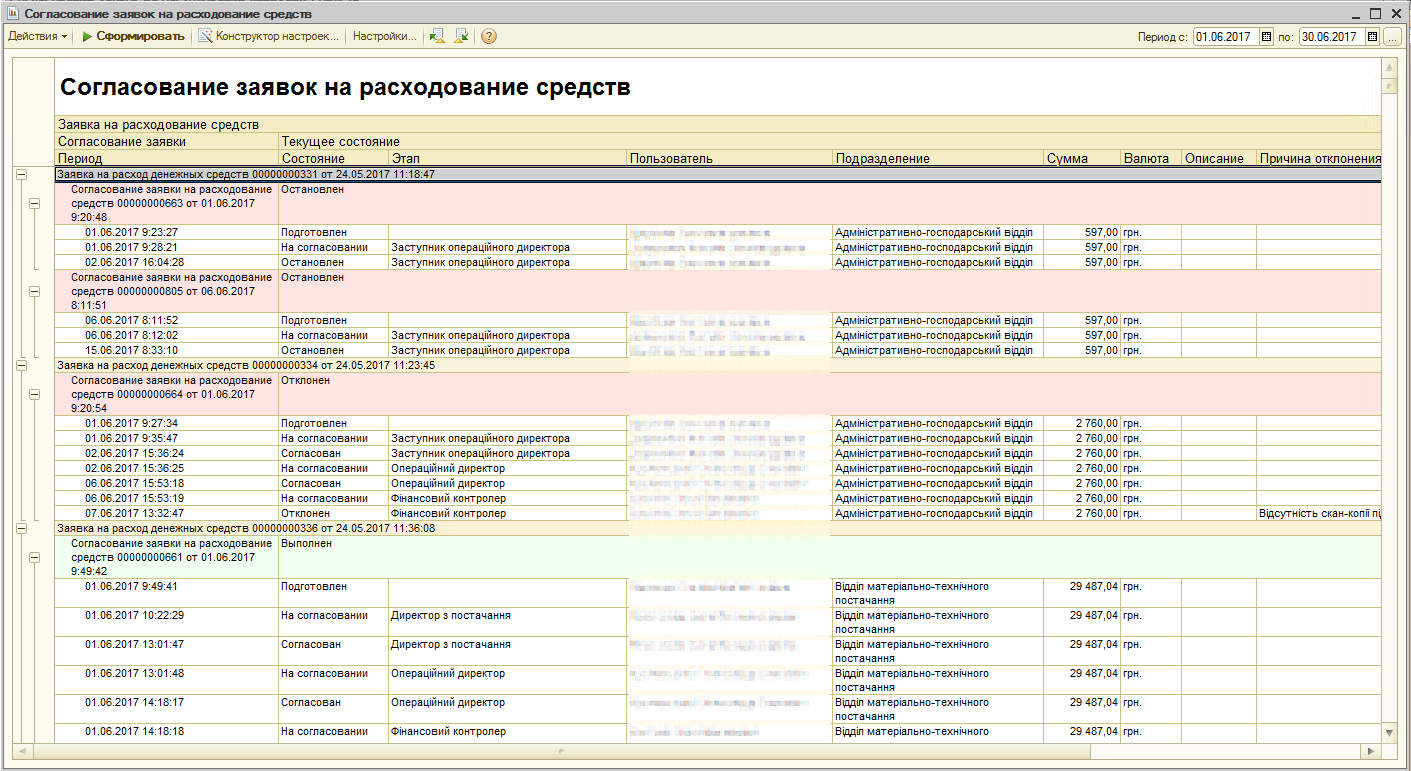 Согласование заявок на расходование средств
Действия Сформировать Конструктор настроек... Настройки... Период с: 01.06.2017 по: 30.06.2017 ...
Согласование заявок на расходование средств
Заявка на расходование средств
Согласование заявки Текущее состояние
Период Состояние Этап Пользователь Подразделение Сумма Валюта Описание Причина отклонения
Заявка на расход денежных средств 00000000331 от 24.05.2017 11:18:47
Согласование заявки на расходование Остановлен
средств 00000000663 от 01.06.2017
9:20:48
01.06.2017 9:23:27 Подготовлен Адміністративно-господарський відділ 597,00 грн.
01.06.2017 9:28:21 На согласовании Заступник операційного директора Адміністративно-господарський відділ 597,00 грн.
02.06.2017 16:04:28 Остановлен Заступник операційного директора Адміністративно-господарський відділ 597,00 грн.
Согласование заявки на расходование Остановлен
средств 00000000805 от 06.06.2017
8:11:51
06.06.2017 8:11:52 Подготовлен Адміністративно-господарський відділ 597,00 грн.
06.06.2017 8:12:02 На согласовании Заступник операційного директора Адміністративно-господарський відділ 597,00 грн.
15.06.2017 8:33:10 Остановлен Заступник операційного директора Адміністративно-господарський відділ 597,00 грн.
Заявка на расход денежных средств 00000000334 от 24.05.2017 11:23:45
Согласование заявки на расходование Отклонен
средств 00000000664 от 01.06.2017
9:20:54
01.06.2017 9:27:34 Подготовлен Адміністративно-господарський відділ 2 760,00 грн.
01.06.2017 9:35:47 На согласовании Заступник операційного директора Адміністративно-господарський відділ 2 760,00 грн.
02.06.2017 15:36:24 Согласован Заступник операційного директора Адміністративно-господарський відділ 2 760,00 грн.
02.06.2017 15:36:25 На согласовании Операційний директор Адміністративно-господарський відділ 2 760,00 грн.
06.06.2017 15:53:18 Согласован Операційний директор Адміністративно-господарський відділ 2 760,00 грн.
06.06.2017 15:53:19 На согласовании Фінансовий контролер Адміністративно-господарський відділ 2 760,00 грн.
07.06.2017 13:32:47 Отклонен Фінансовий контролер Адміністративно-господарський відділ 2 760,00 грн. Відсутність скан-копії пі
Заявка на расход денежных средств 00000000336 от 24.05.2017 11:36:08
Согласование заявки на расходование Выполнен
средств 00000000661 от 01.06.2017
9:49:42
01.06.2017 9:49:41 Подготовлен Відділ матеріально-технічного 29 487,04 грн.
постачання
01.06.2017 10:22:29 На согласовании Директор з постачання Відділ матеріально-технічного 29 487,04 грн.
постачання
01.06.2017 13:01:47 Согласован Директор з постачання Відділ матеріально-технічного 29 487,04 грн.
постачання
01.06.2017 13:01:48 На согласовании Операційний директор Відділ матеріально-технічного 29 487,04 грн.
постачання
01.06.2017 14:18:17 Согласован Операційний директор Відділ матеріально-технічного 29 487,04 грн.
постачання
01.06.2017 14:18:18 На согласовании Фінансовий контролер Відділ матеріально-технічного 29 487,04 грн.